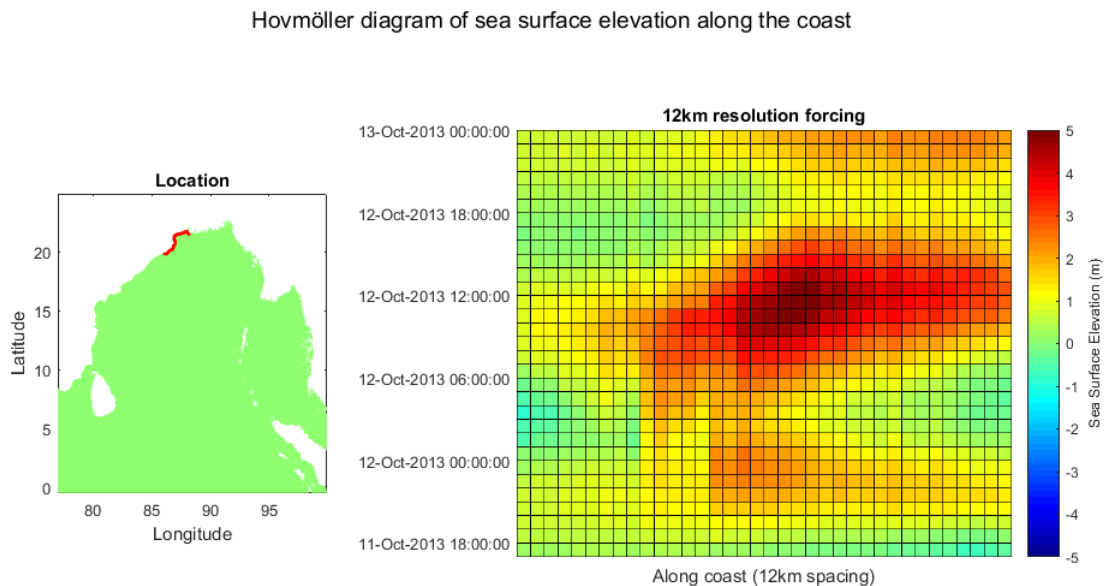 Hovmöller diagram of sea surface elevation along the coast
Location
20
15
10
5
0
80
85
90
95
Latitude
Longitude
12km resolution forcing
13-Oct-2013 00:00:00
12-Oct-2013 18:00:00
12-Oct-2013 12:00:00
12-Oct-2013 06:00:00
12-Oct-2013 00:00:00
11-Oct-2013 18:00:00
Along coast (12km spacing)
5
4
3
2
1
0
-1
-2
-3
-4
-5
Sea Surface Elevation (m)